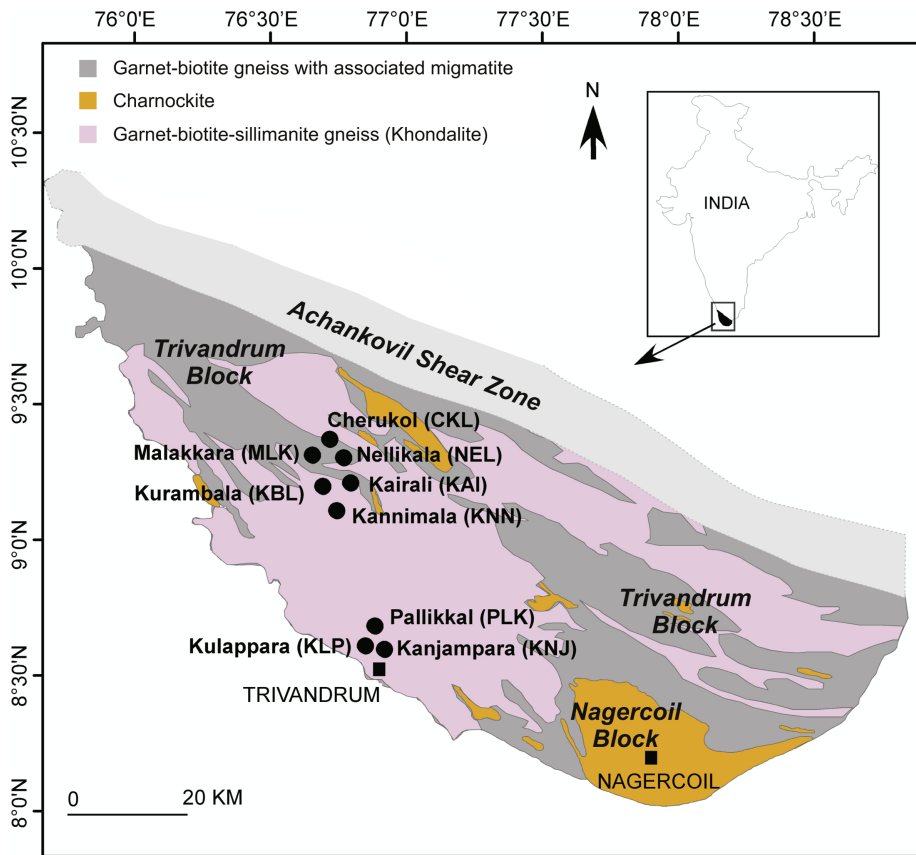 76°0'E 76°30'E 77°0'E 77°30'E 78°0'E 78°30'E
Garnet-biotite gneiss with associated migmatite
Charnockite
Garnet-biotite-sillimanite gneiss (Khondalite)
N
INDIA
10°30'N
10°0'N
9°30'N
9°0'N
8°30'N
8°0'N
Achankovil Shear Zone
Trivandrum
Block
Cherukol (CKL)
Malakkara (MLK)
Nellikala (NEL)
Kurambala (KBL)
Kairali (KAI)
Kannimala (KNN)
Trivandrum
Block
Pallikkal (PLK)
Kulappara (KLP)
Kanjampara (KNJ)
TRIVANDRUM
Nagercoil
Block
NAGERCOIL
0 20 KM